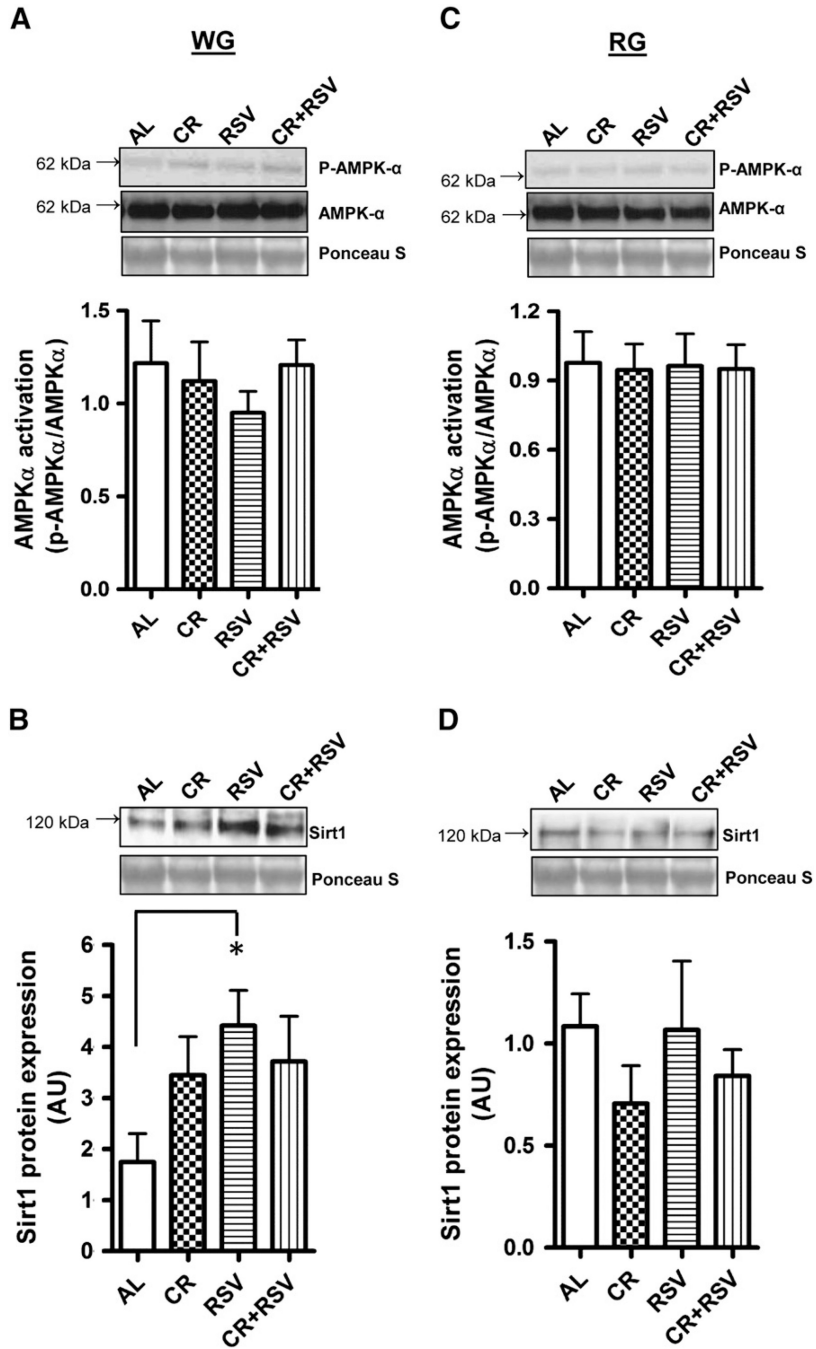 A
WG
AL CR RSV CR+RSV
62 kDa→ P-AMPK-α
62 kDa→ AMPK-α
Ponceau S
AMPKα activation
(p-AMPKα/AMPKα)
1.5
1.0
0.5
0.0
AL CR RSV CR+RSV
C
RG
AL CR RSV CR+RSV
62 kDa→ P-AMPK-α
62 kDa→ AMPK-α
Ponceau S
AMPKα activation
(p-AMPKα/AMPKα)
1.2
0.9
0.6
0.3
0.0
AL CR RSV CR+RSV
B
AL CR RSV CR+RSV
120 kDa→ Sirt1
Ponceau S
Sirt1 protein expression
(AU)
*
6
5
4
3
2
1
0
AL CR RSV CR+RSV
D
AL CR RSV CR+RSV
120 kDa→ Sirt1
Ponceau S
Sirt1 protein expression
(AU)
1.5
1.0
0.5
0.0
AL CR RSV CR+RSV